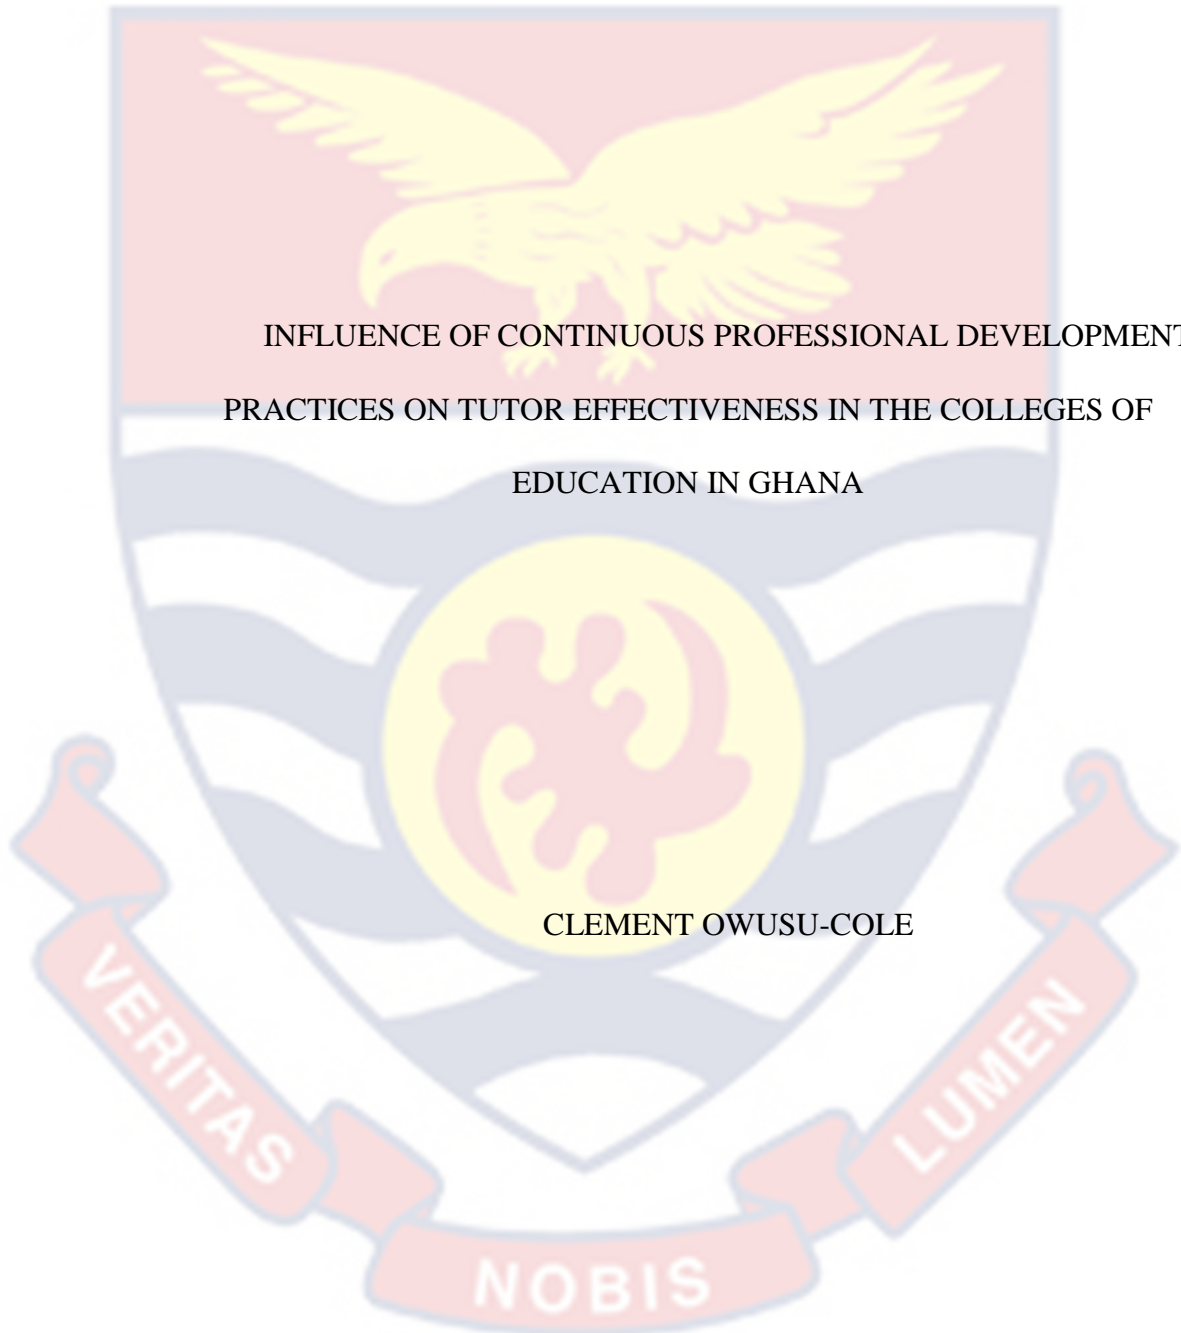 INFLUENCE OF CONTINUOUS PROFESSIONAL DEVELOPMENT
PRACTICES ON TUTOR EFFECTIVENESS IN THE COLLEGES OF
EDUCATION IN GHANA
CLEMENT OWUSU-COLE
VERITAS
NOBIS
LUMEN